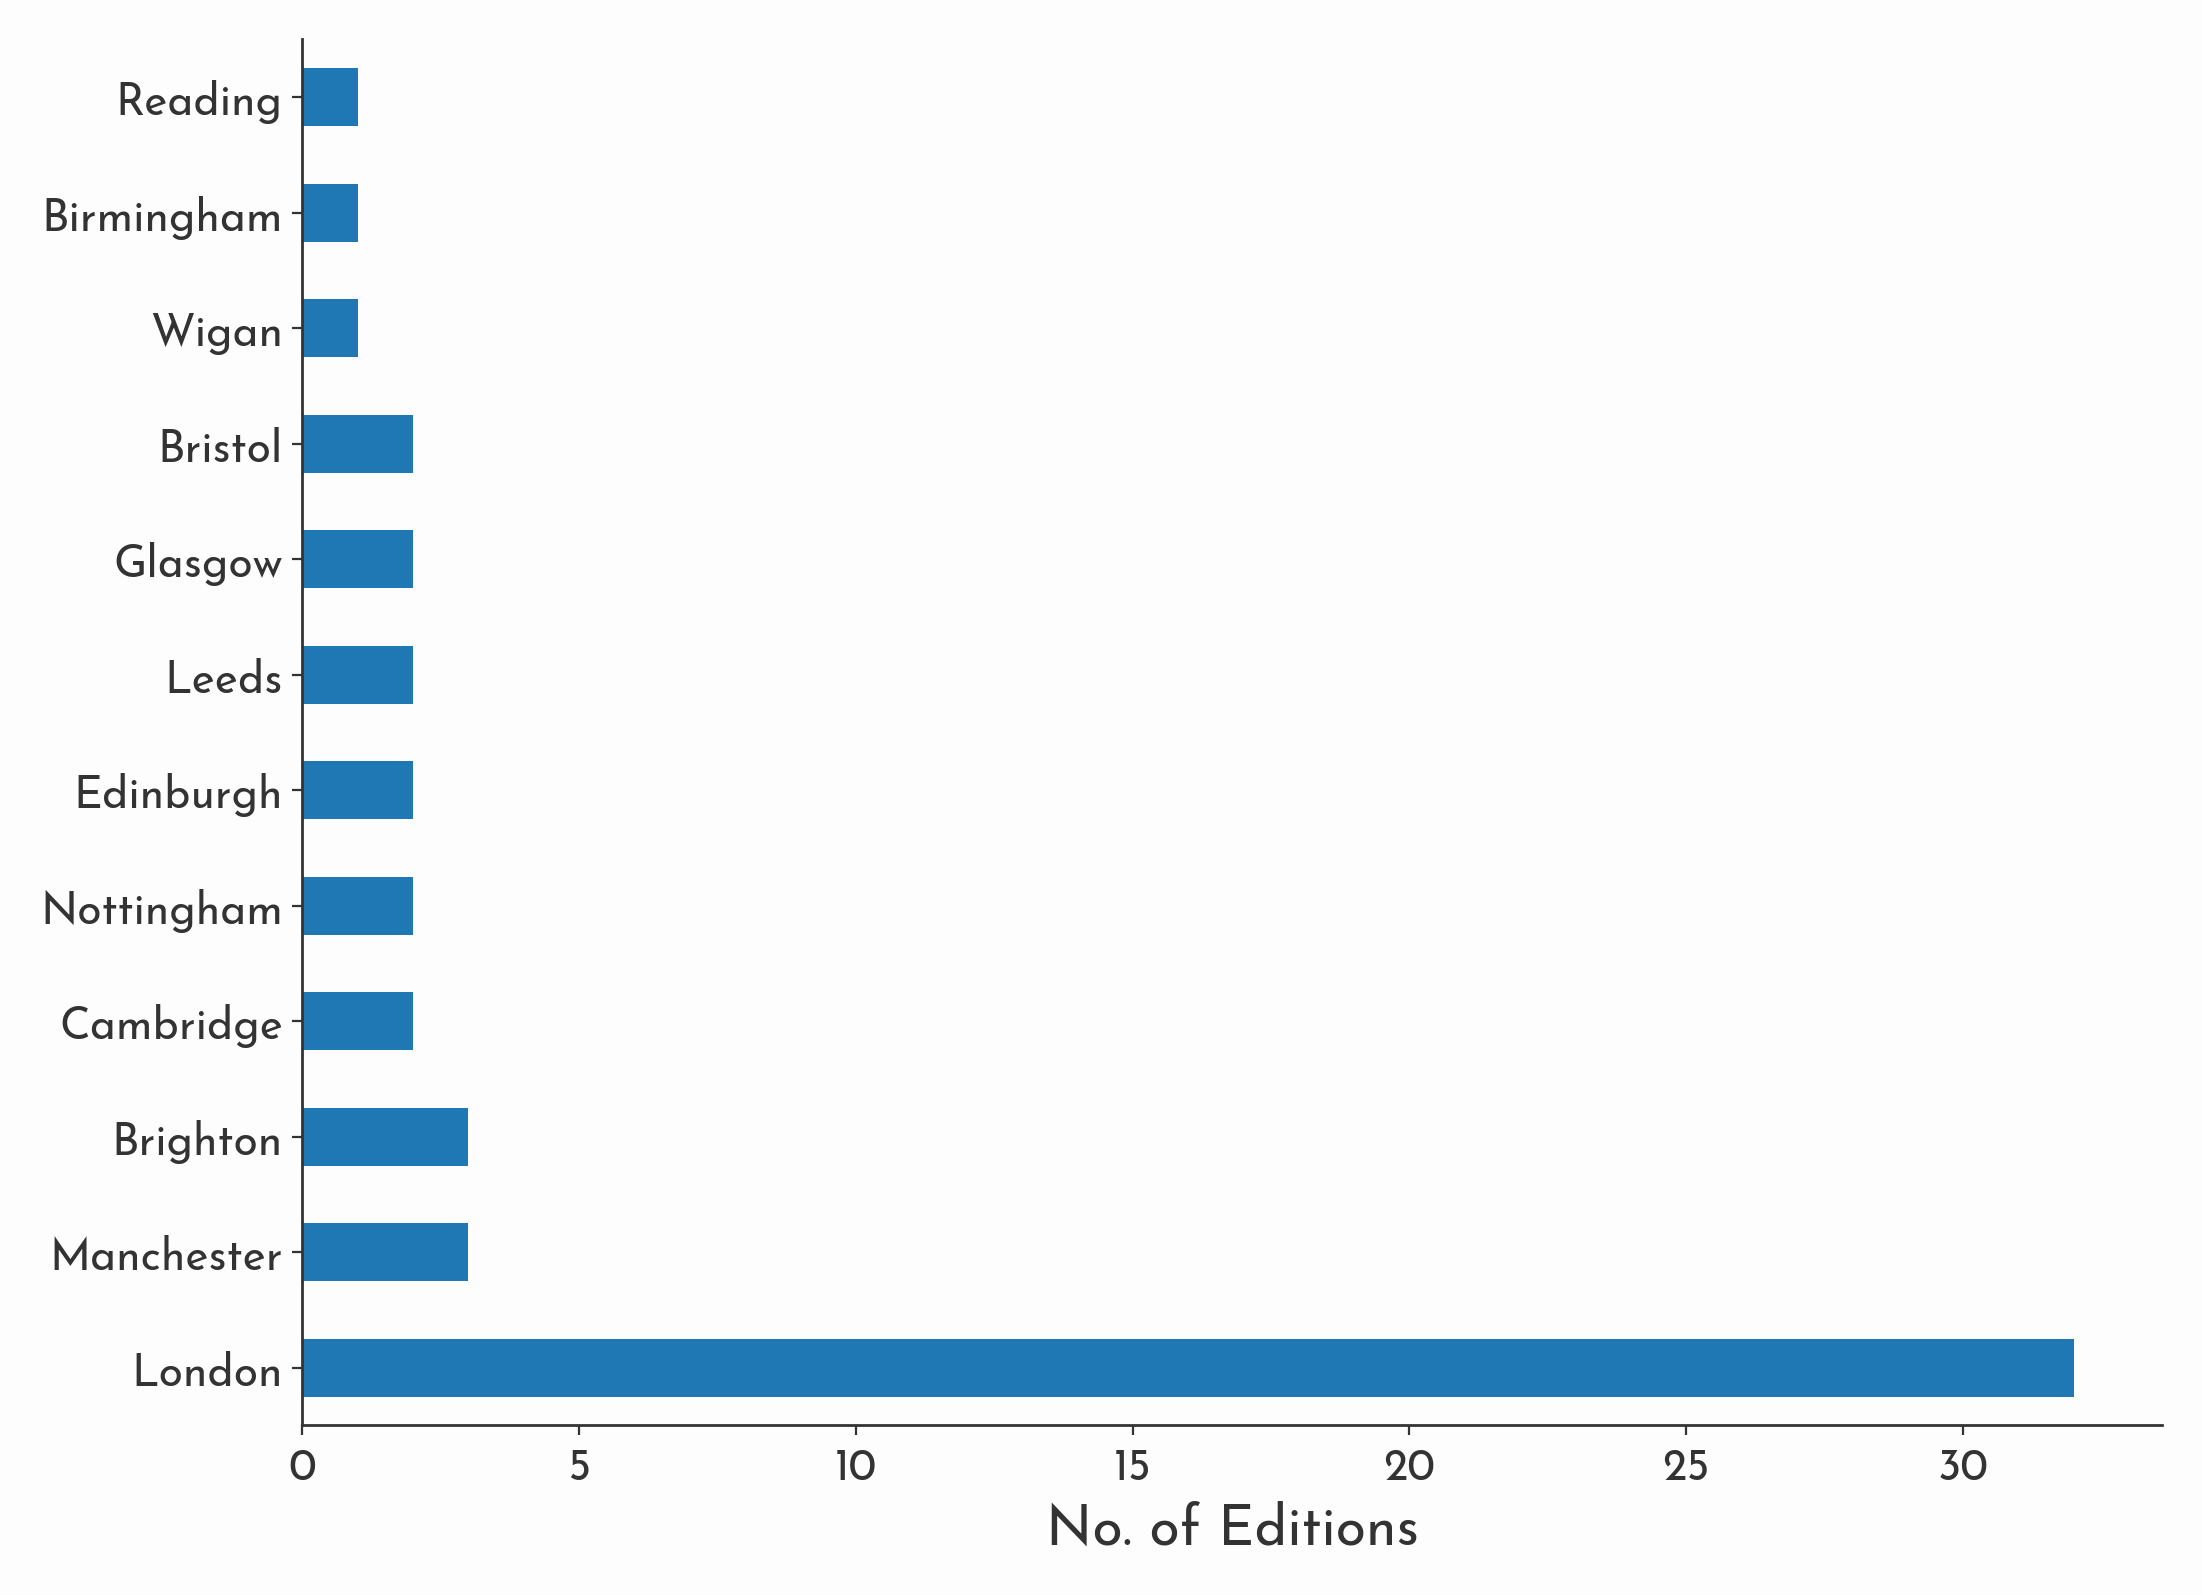 Reading
Birmingham
Wigan
Bristol
Glasgow
Leeds
Edinburgh
Nottingham
Cambridge
Brighton
Manchester
London
0 5 10 15 20 25 30
No. of Editions